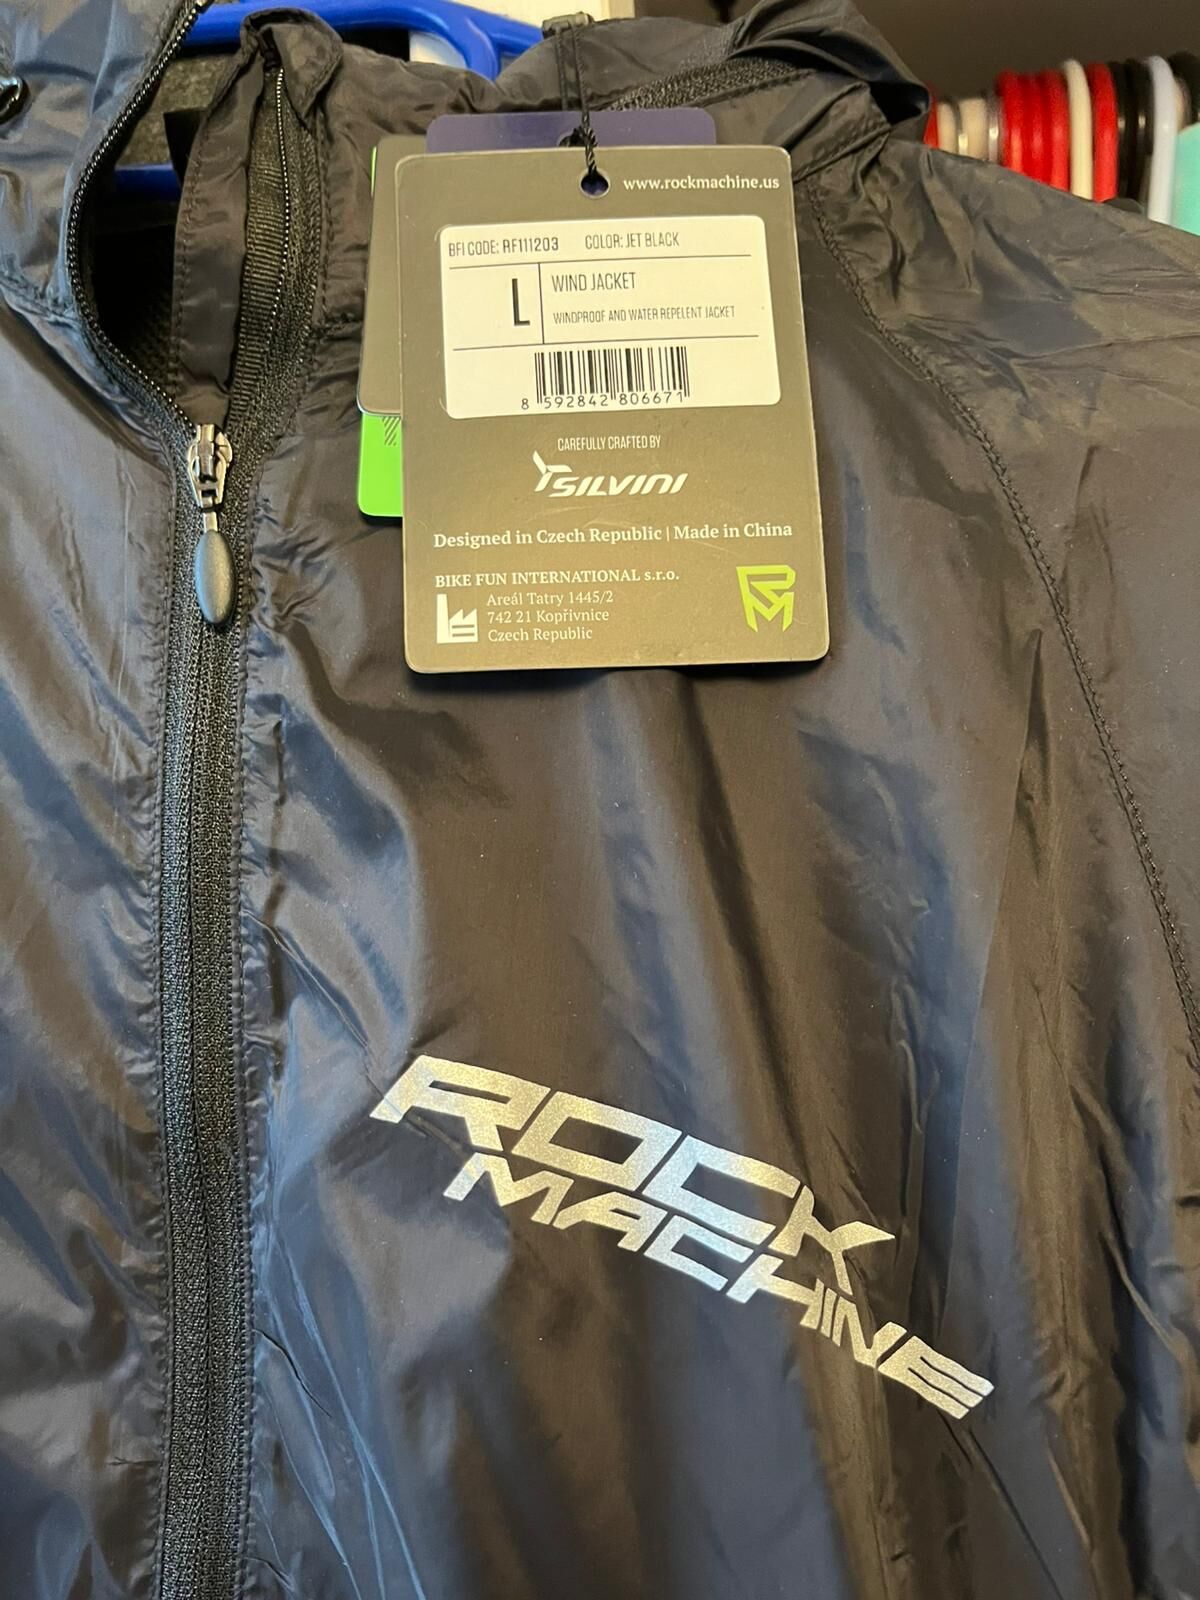 www.rockmachine.us
BFI CODE: RF111203 COLOR: JET BLACK
L
WIND JACKET
WINDPROOF AND WATER REPELENT JACKET
8 592842 806671
CAREFULLY CRAFTED BY
SILVINI
Designed in Czech Republic | Made in China
BIKE FUN INTERNATIONAL s.r.o.
Areál Tatry 1445/2
742 21 Kopřivnice
Czech Republic
RM
ROCK
MACHINE